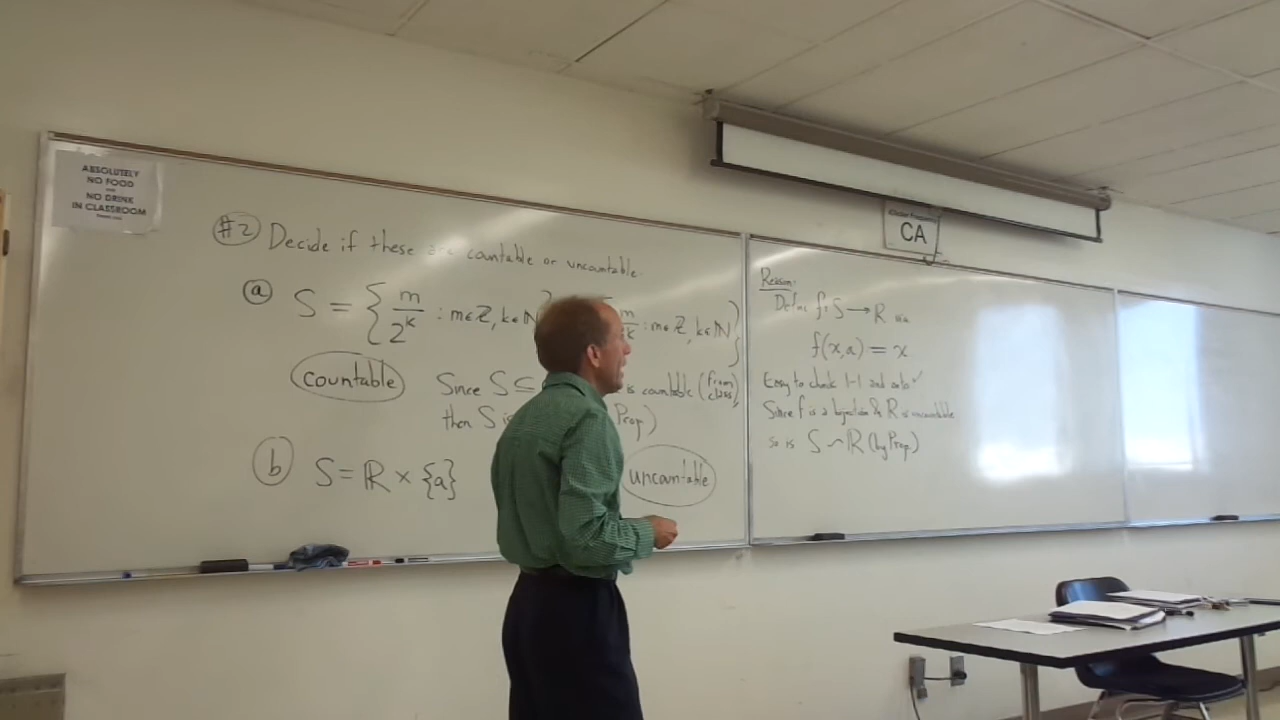 ABSOLUTELY
NO FOOD
NO DRINK
IN CLASSROOM
#2 Decide if these are countable or uncountable.
(a) S = { m/2^k : m∈ℤ, k∈ℕ } m : m∈ℤ, k∈ℕ }
countable Since S ⊆ is countable (from class)
then S is Prop)
(b) S = ℝ × {a} uncountable
CA
Reason:
Define f: S → ℝ via
f(x,a) = x
Easy to check 1-1 and onto ✓
Since f is a bijection & ℝ is uncountable
so is S ~ ℝ (by Prop)